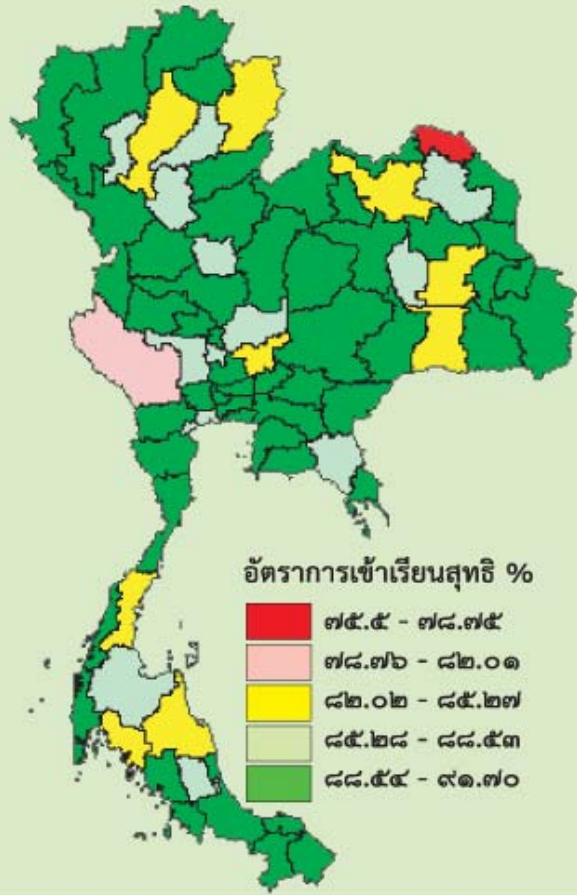 อัตราการเข้าเรียนสุทธิ %
๗๕.๕ - ๗๘.๗๕
๗๘.๗๖ - ๘๒.๐๑
๘๒.๐๒ - ๘๕.๒๗
๘๕.๒๘ - ๘๘.๕๓
๘๘.๕๔ - ๙๑.๗๐